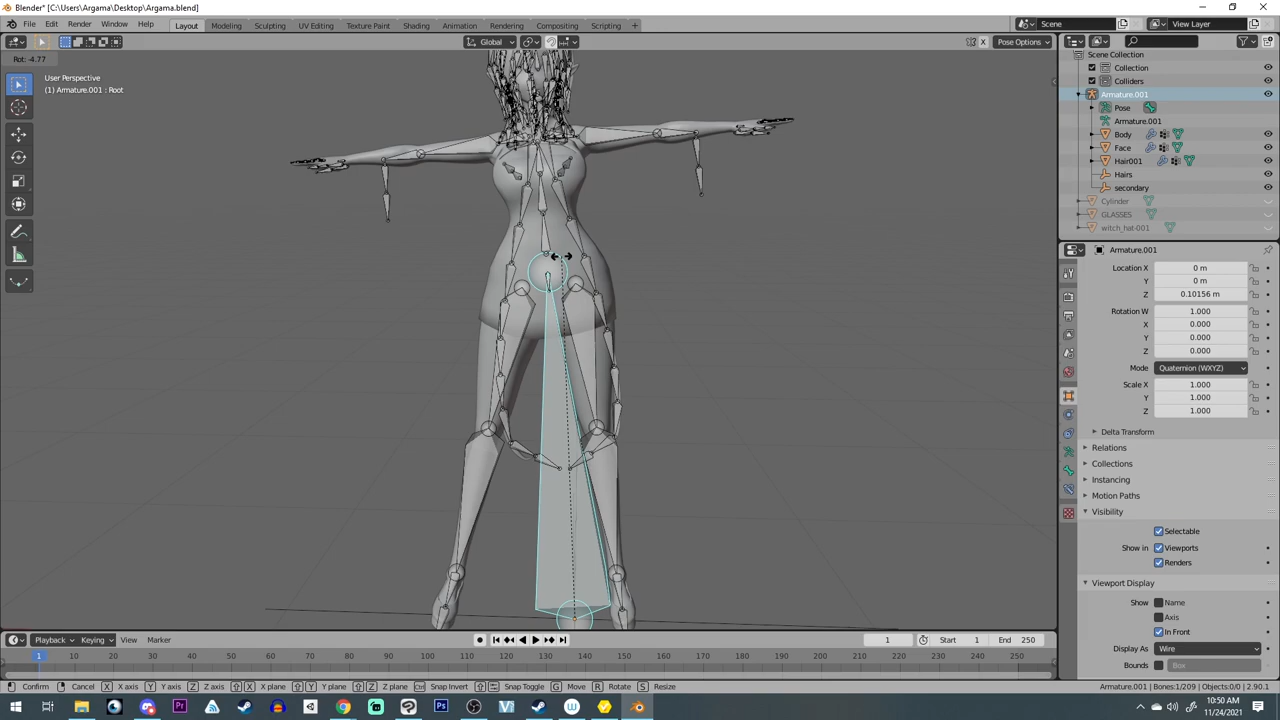 Blender* [C:\Users\Argama\Desktop\Argama.blend]
File Edit Render Window Help Layout Modeling Sculpting UV Editing Texture Paint Shading Animation Rendering Compositing Scripting + Scene View Layer
Global X Pose Options
Rot: -4.77
User Perspective
(1) Armature.001 : Root
Scene Collection
Collection
Colliders
Armature.001
Pose
Armature.001
Body
Face
Hair001
Hairs
secondary
Cylinder
GLASSES
witch_hat-001
Armature.001
Location X 0 m
Y 0 m
Z 0.10156 m
Rotation W 1.000
X 0.000
Y 0.000
Z 0.000
Mode Quaternion (WXYZ)
Scale X 1.000
Y 1.000
Z 1.000
Delta Transform
Relations
Collections
Instancing
Motion Paths
Visibility
Selectable
Show in Viewports
Renders
Viewport Display
Show Name
Axis
In Front
Display As Wire
Bounds Box
Playback Keying View Marker 1 Start 1 End 250
1 10 20 30 40 50 60 70 80 90 100 110 120 130 140 150 160 170 180 190 200 210 220 230 240 250
Confirm Cancel X X axis Y Y axis Z Z axis X X plane Y Y plane Z Z plane Ctrl Snap Invert Snap Toggle G Move R Rotate S Resize Armature.001 | Bones:1/209 | Objects:0/0 | 2.90.1
10:50 AM
11/24/2021